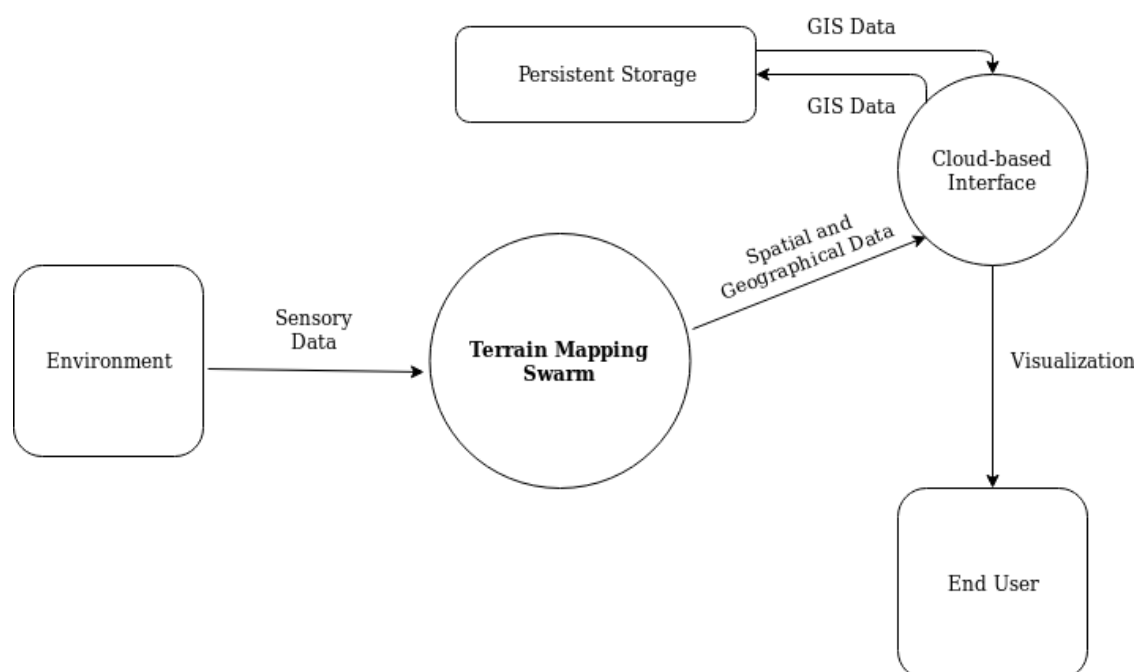 GIS Data
Persistent Storage
GIS Data
Cloud-based
Interface
Spatial and
Geographical Data
Sensory
Data
Environment
Terrain Mapping
Swarm
Visualization
End User